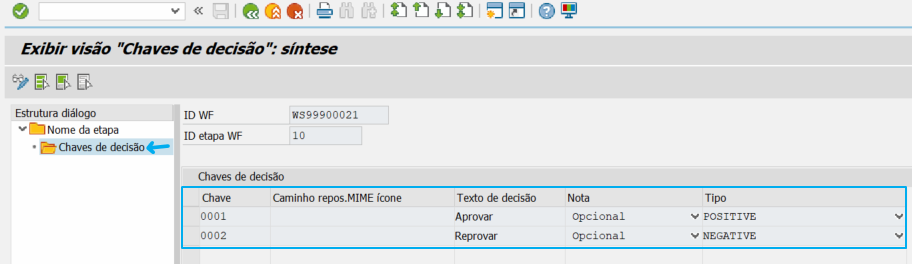 Exibir visão "Chaves de decisão": síntese
Estrutura diálogo
Nome da etapa
Chaves de decisão
ID WF WS99900021
ID etapa WF 10
Chaves de decisão
Chave Caminho repos.MIME ícone Texto de decisão Nota Tipo
0001 Aprovar Opcional POSITIVE
0002 Reprovar Opcional NEGATIVE